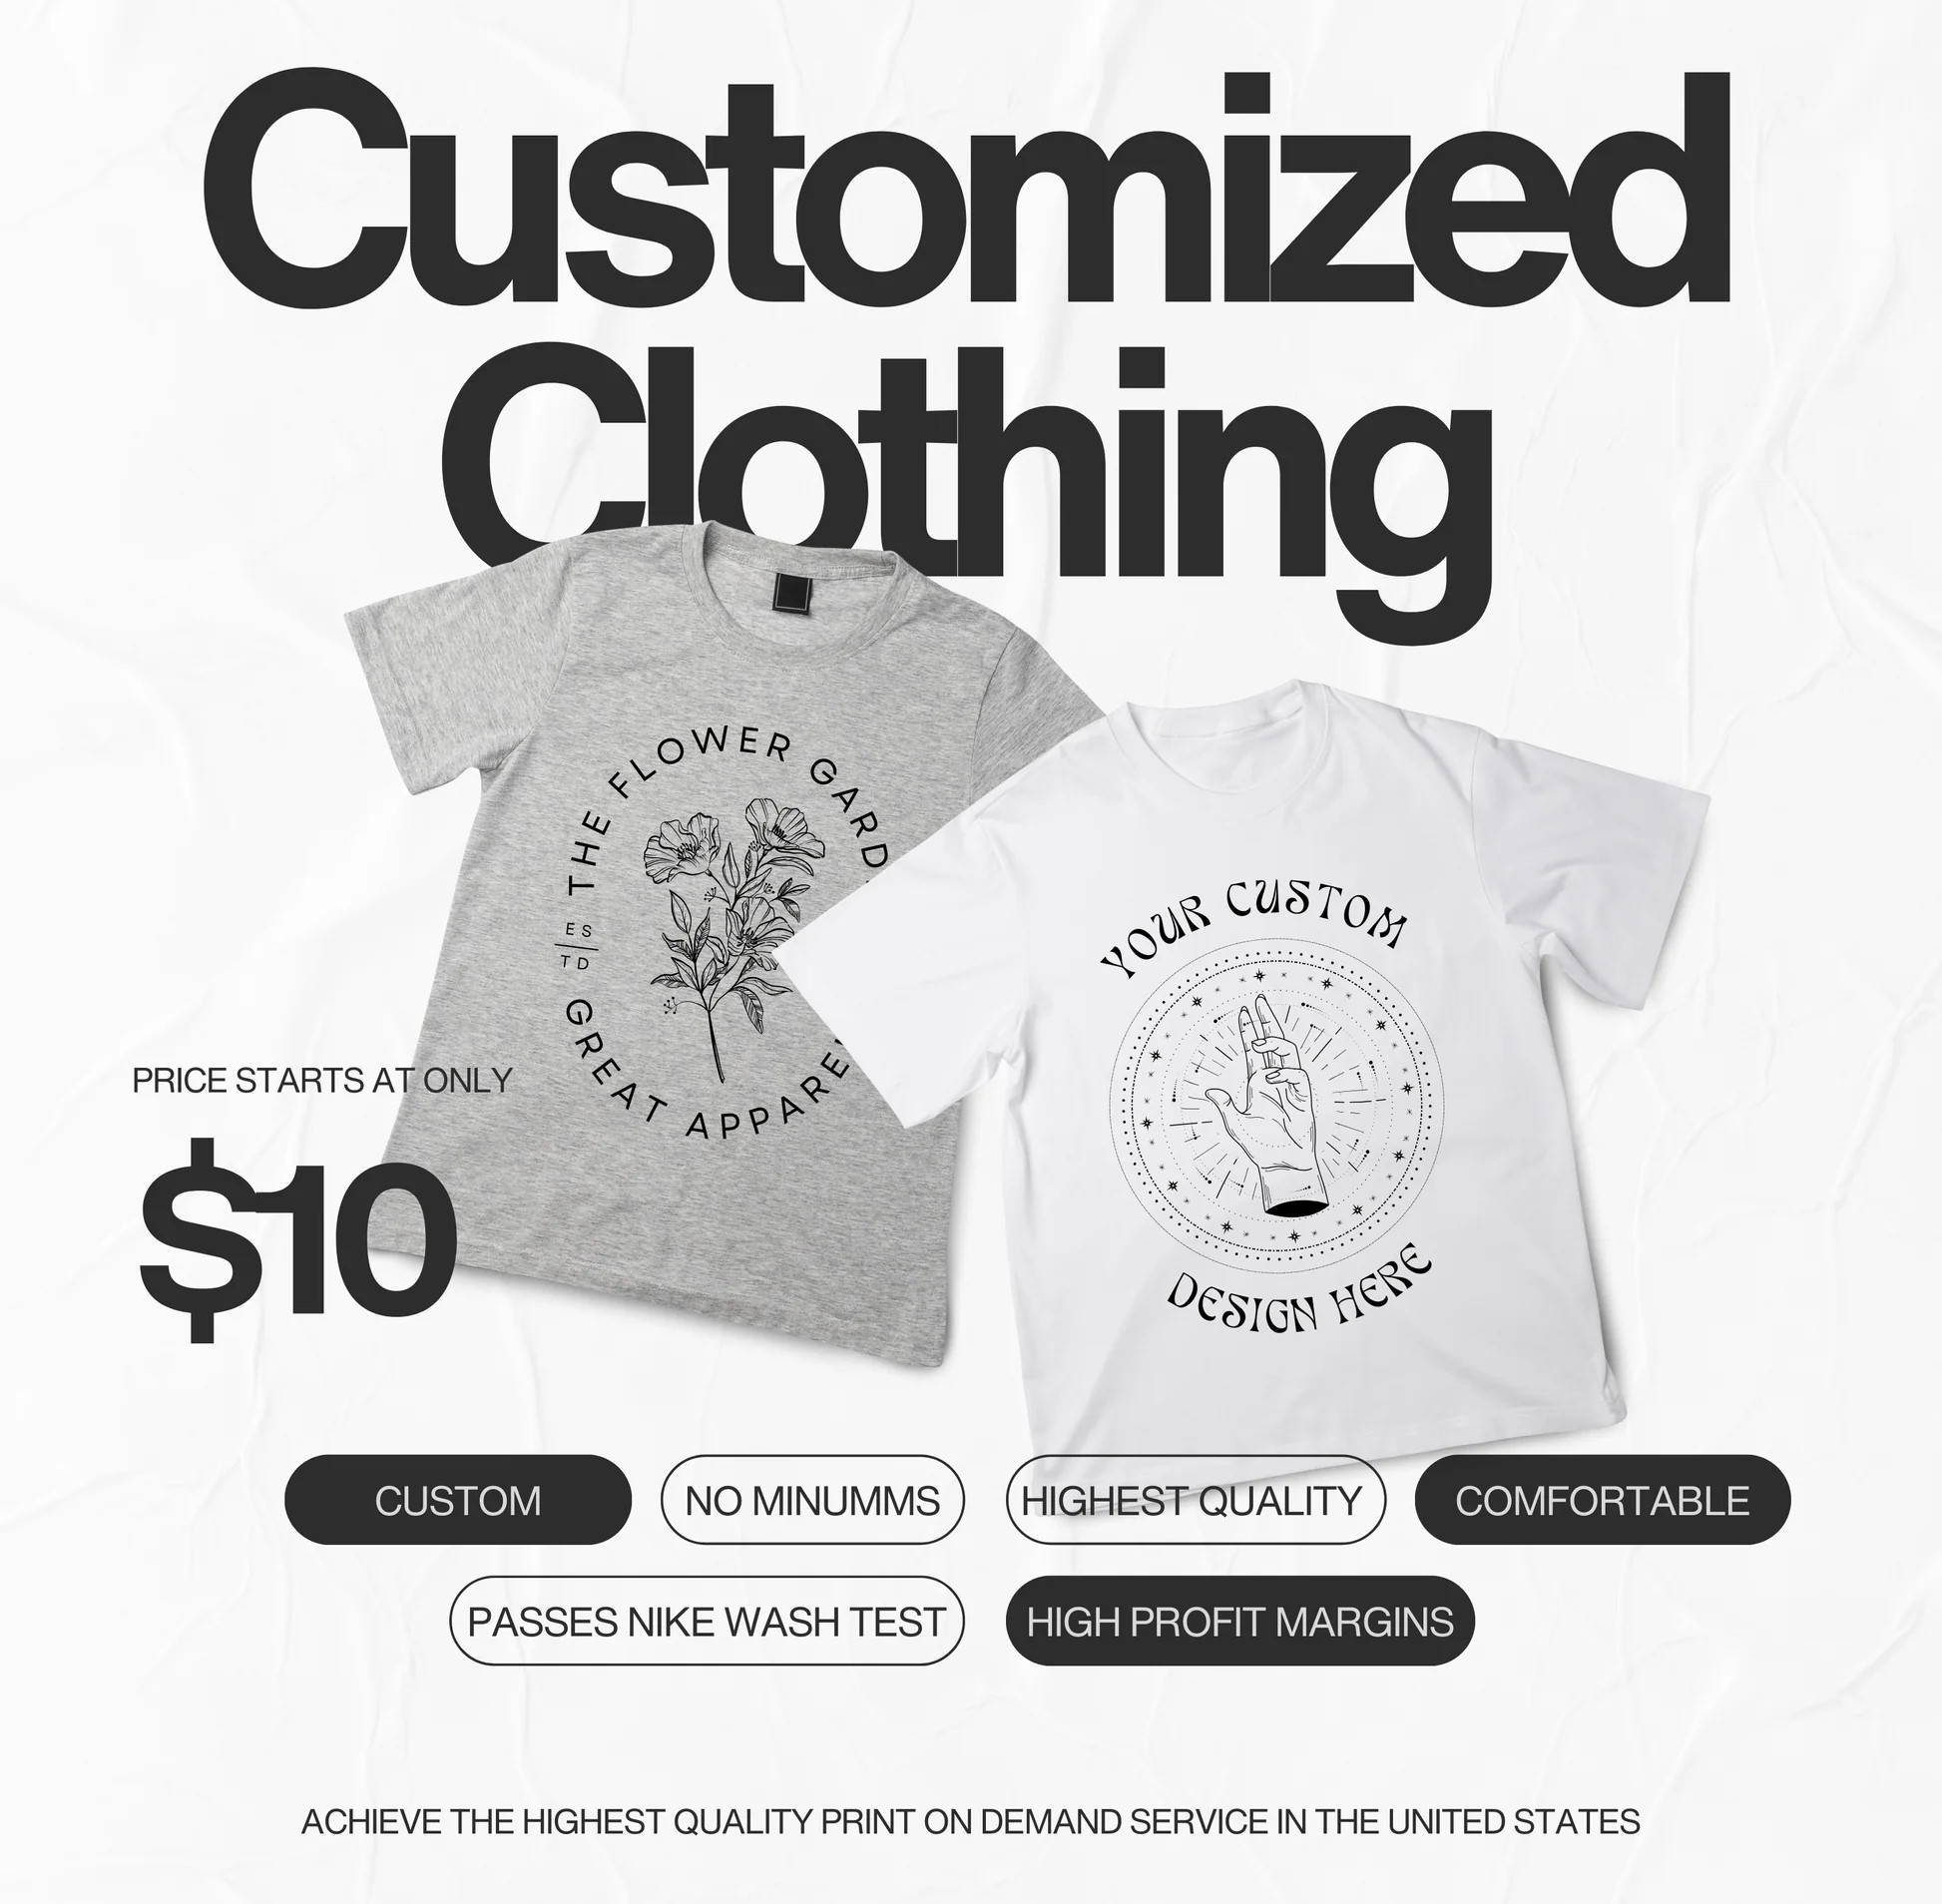 Customized
Clothing
THE FLOWER GARD
ES
TD
GREAT APPARE
YOUR CUSTOM
DESIGN HERE
PRICE STARTS AT ONLY
$10
CUSTOM
NO MINUMMS
HIGHEST QUALITY
COMFORTABLE
PASSES NIKE WASH TEST
HIGH PROFIT MARGINS
ACHIEVE THE HIGHEST QUALITY PRINT ON DEMAND SERVICE IN THE UNITED STATES